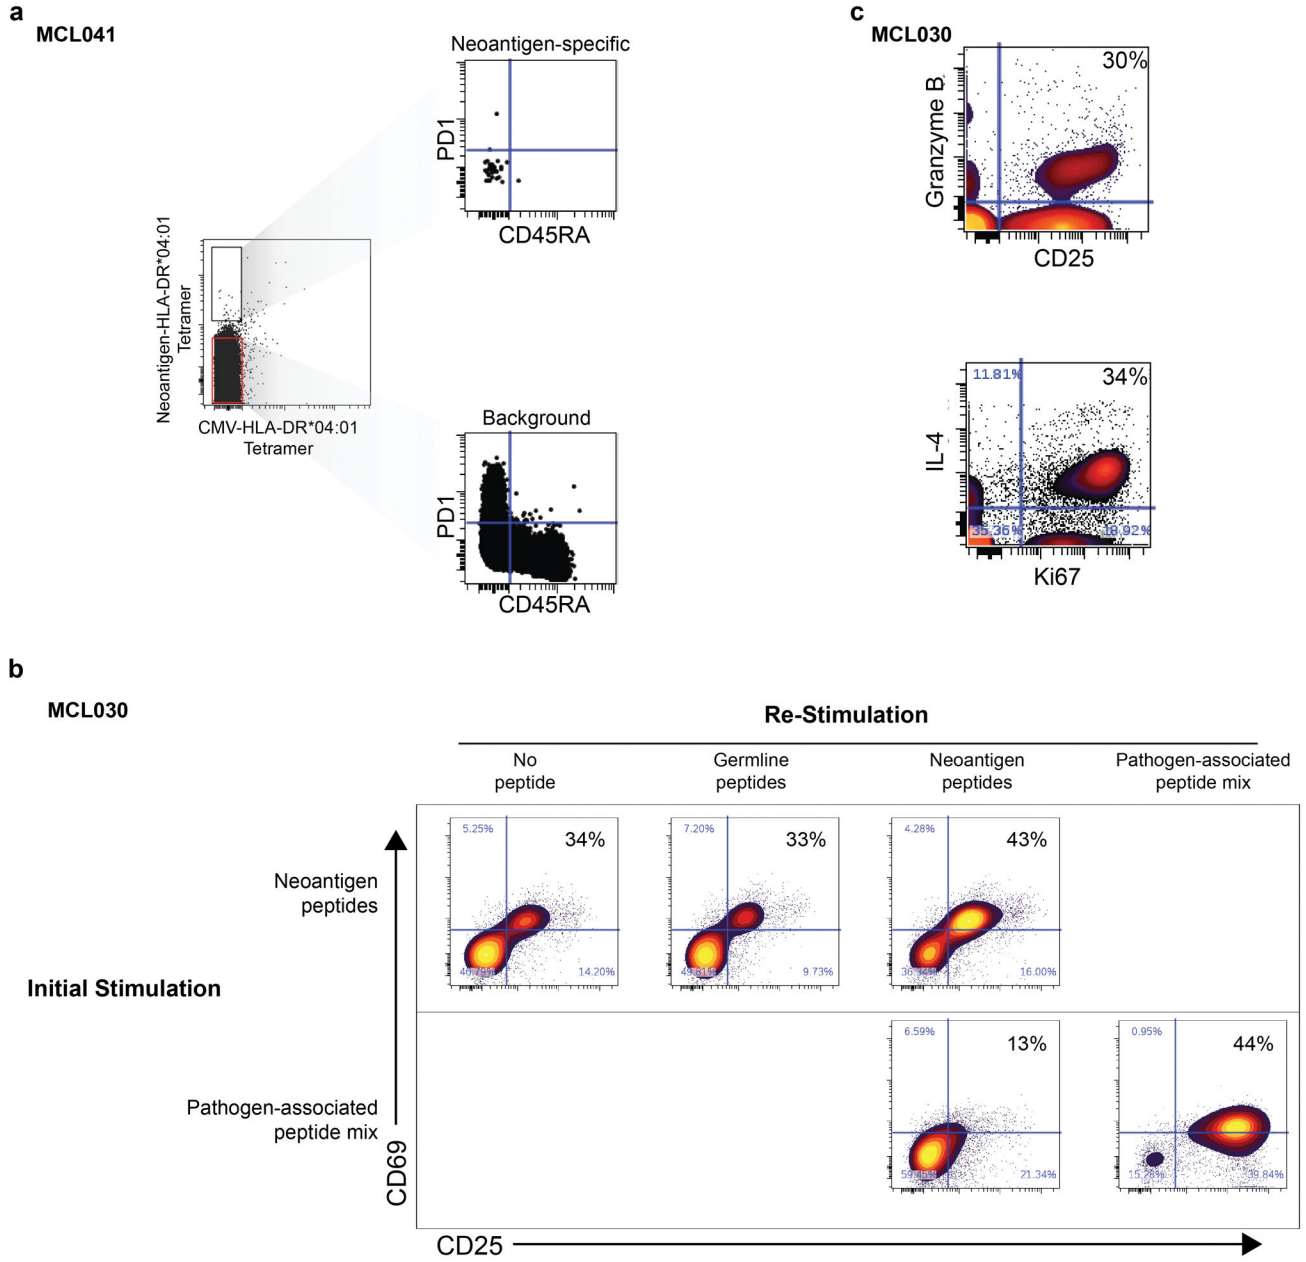 a
MCL041
Neoantigen-specific
PD1
CD45RA
Neoantigen-HLA-DR*04:01
Tetramer
CMV-HLA-DR*04:01
Tetramer
Background
PD1
CD45RA
c
MCL030
30%
Granzyme B
CD25
11.81%
34%
IL-4
35.36%
18.92%
Ki67
b
MCL030
Re-Stimulation
No
peptide
Germline
peptides
Neoantigen
peptides
Pathogen-associated
peptide mix
Initial Stimulation
Neoantigen
peptides
5.25%
34%
14.20%
7.20%
33%
9.73%
4.28%
43%
16.00%
Pathogen-associated
peptide mix
6.59%
13%
21.34%
0.95%
44%
39.84%
CD69
CD25